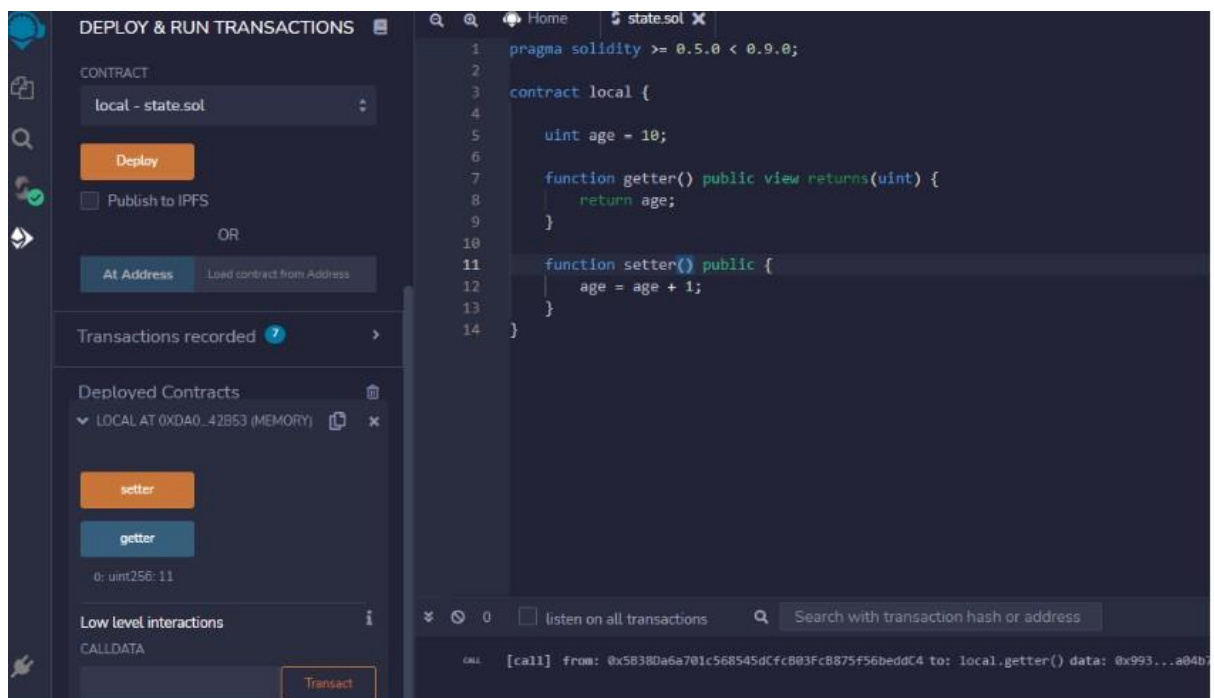 DEPLOY & RUN TRANSACTIONS
CONTRACT
local - state.sol
Deploy
Publish to IPFS
OR
At Address Load contract from Address
Transactions recorded 7
Deployed Contracts
LOCAL AT 0XDA0...42B53 (MEMORY)
setter
getter
0: uint256: 11
Low level interactions
CALLDATA
Transact
Home state.sol
1 pragma solidity >= 0.5.0 < 0.9.0;
2
3 contract local {
4
5 uint age = 10;
6
7 function getter() public view returns(uint) {
8 return age;
9 }
10
11 function setter() public {
12 age = age + 1;
13 }
14 }
0 listen on all transactions Search with transaction hash or address
CALL [call] from: 0x5B38Da6a701c568545dCfcB03FcB875f56beddC4 to: local.getter() data: 0x993...a04b7